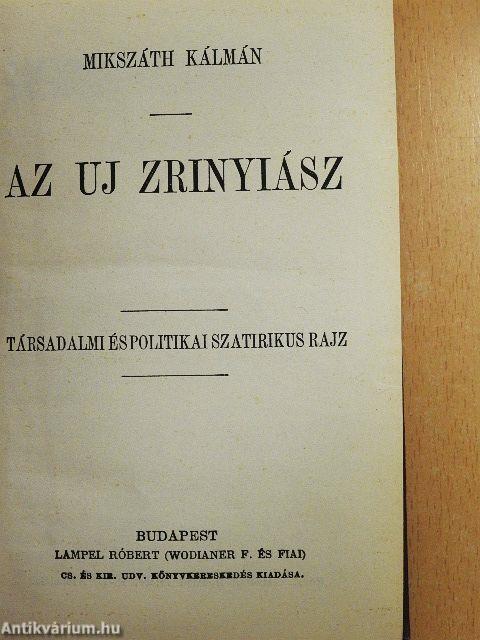 MIKSZÁTH KÁLMÁN
AZ UJ ZRINYIÁSZ
TÁRSADALMI ÉS POLITIKAI SZATIRIKUS RAJZ
BUDAPEST
LAMPEL RÓBERT (WODIANER F. ÉS FIAI)
CS. ÉS KIR. UDV. KÖNYVKERESKEDÉS KIADÁSA.
Antikvárium.hu